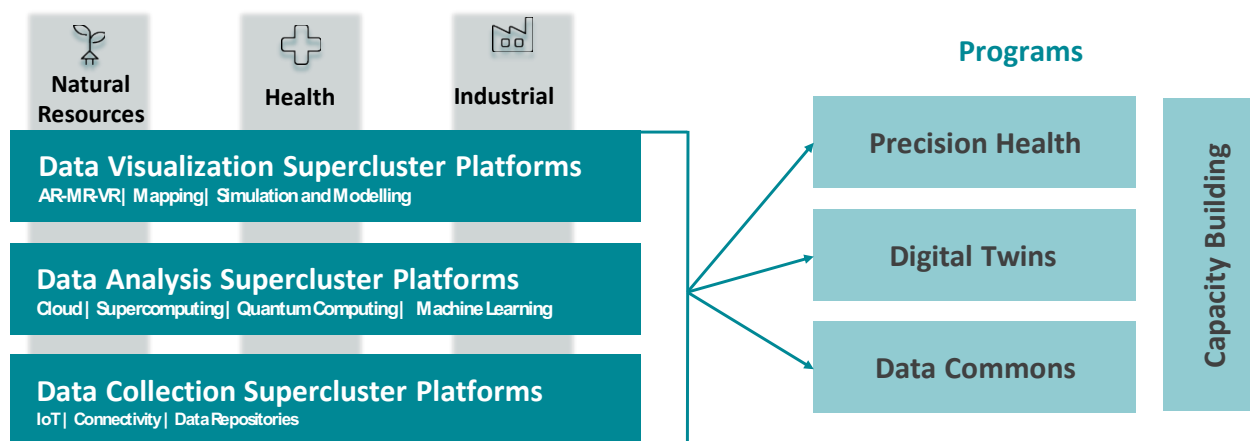 Natural
Resources
Health
Industrial
Data Visualization Supercluster Platforms
AR-MR-VR| Mapping| Simulation and Modelling
Data Analysis Supercluster Platforms
Cloud| Supercomputing| Quantum Computing| Machine Learning
Data Collection Supercluster Platforms
IoT| Connectivity| Data Repositories
Programs
Precision Health
Digital Twins
Data Commons
Capacity Building